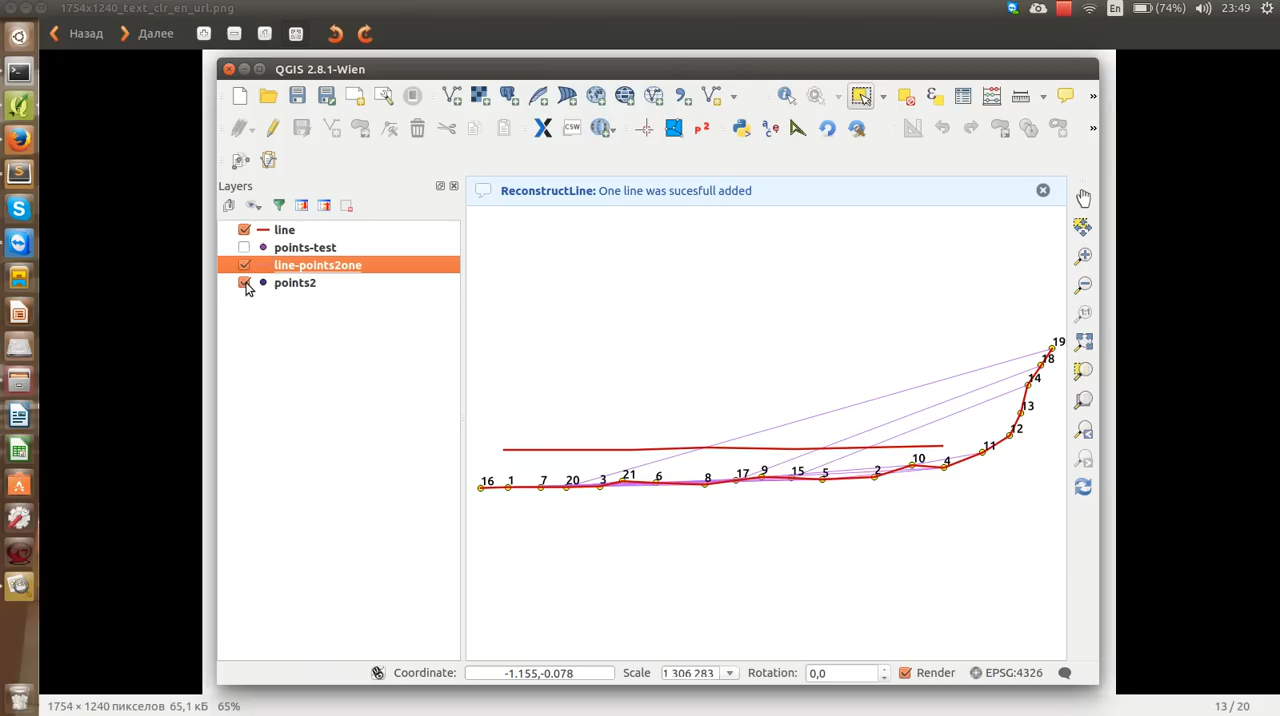 1754x1240_text_clr_en_url.png
En
(74%)
23:49
Назад
Далее
QGIS 2.8.1-Wien
CSW
Layers
ReconstructLine: One line was sucesfull added
line
points-test
line-points2one
points2
19
18
14
13
12
11
16
1
7
20
3
21
6
8
17
9
15
5
2
10
4
Coordinate:
-1.155,-0.078
Scale
1 306 283
Rotation:
0,0
Render
EPSG:4326
1754 × 1240 пикселов 65,1 кБ 65%
13 / 20